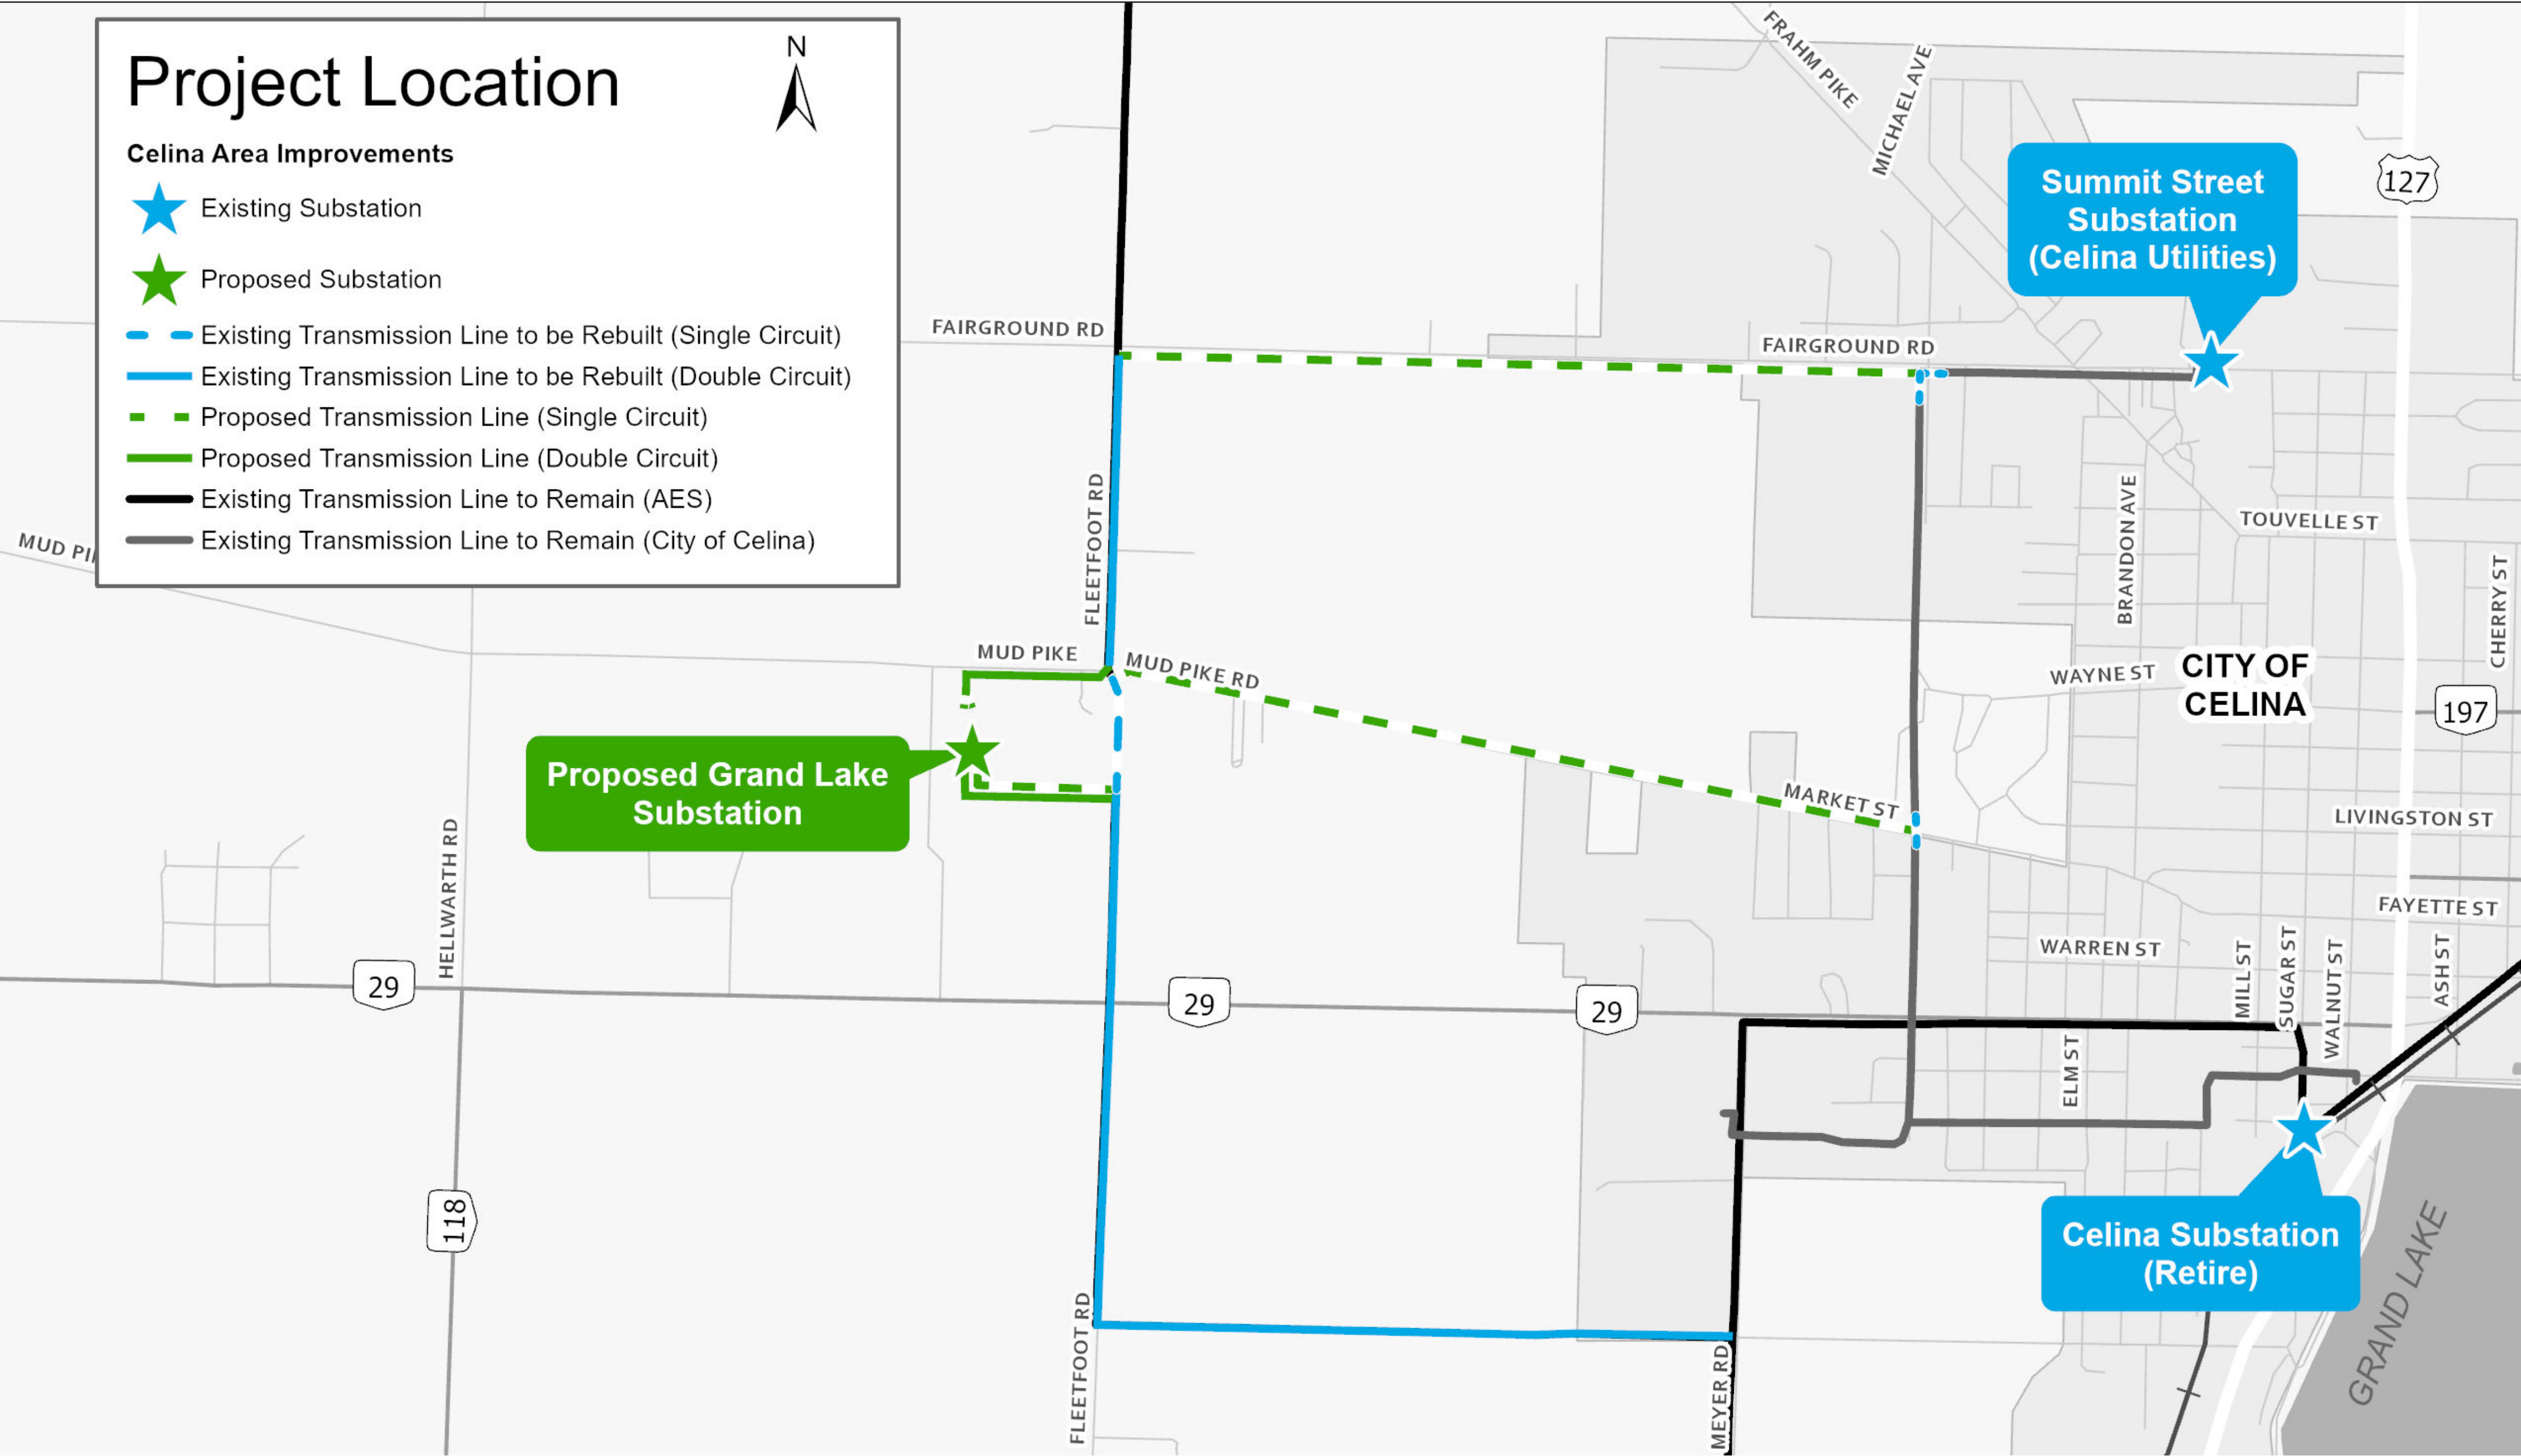 Project Location
N
Celina Area Improvements
Existing Substation
Proposed Substation
Existing Transmission Line to be Rebuilt (Single Circuit)
Existing Transmission Line to be Rebuilt (Double Circuit)
Proposed Transmission Line (Single Circuit)
Proposed Transmission Line (Double Circuit)
Existing Transmission Line to Remain (AES)
Existing Transmission Line to Remain (City of Celina)
FRAHM PIKE
MICHAEL AVE
127
Summit Street
Substation
(Celina Utilities)
FAIRGROUND RD
FAIRGROUND RD
FLEETFOOT RD
BRANDON AVE
TOUVELLE ST
CHERRY ST
MUD PI
MUD PIKE
MUD PIKE RD
WAYNE ST
CITY OF
CELINA
197
Proposed Grand Lake
Substation
MARKET ST
LIVINGSTON ST
HELLWARTH RD
FAYETTE ST
WARREN ST
MILL ST
SUGAR ST
WALNUT ST
ASH ST
29
29
29
ELM ST
118
Celina Substation
(Retire)
GRAND LAKE
FLEETFOOT RD
MEYER RD